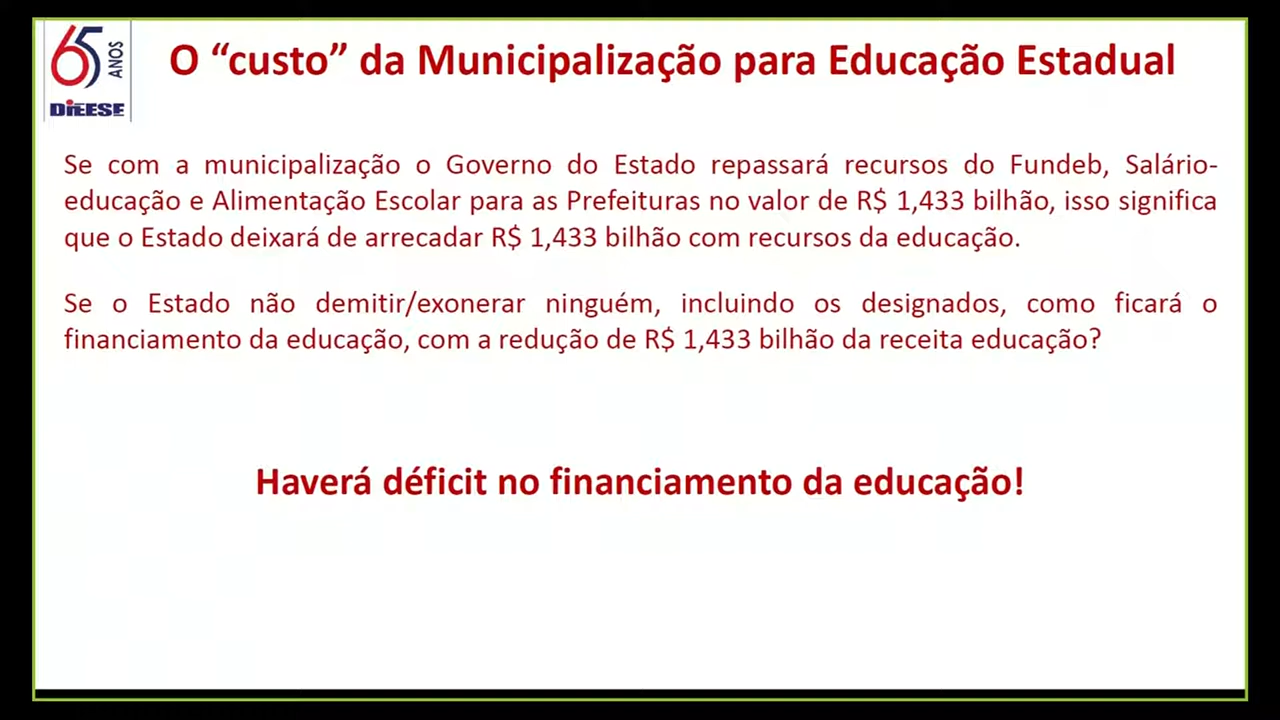 65 ANOS
DIEESE
O “custo” da Municipalização para Educação Estadual
Se com a municipalização o Governo do Estado repassará recursos do Fundeb, Salário-
educação e Alimentação Escolar para as Prefeituras no valor de R$ 1,433 bilhão, isso significa
que o Estado deixará de arrecadar R$ 1,433 bilhão com recursos da educação.
Se o Estado não demitir/exonerar ninguém, incluindo os designados, como ficará o
financiamento da educação, com a redução de R$ 1,433 bilhão da receita educação?
Haverá déficit no financiamento da educação!